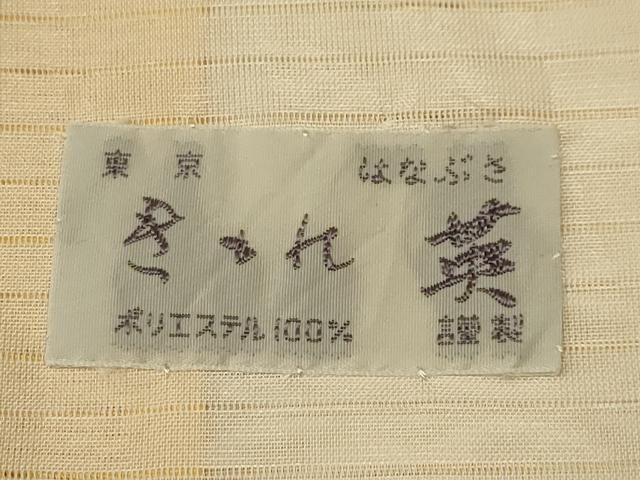 東京 はなぶさ
英
ポリエステル100% 謹製